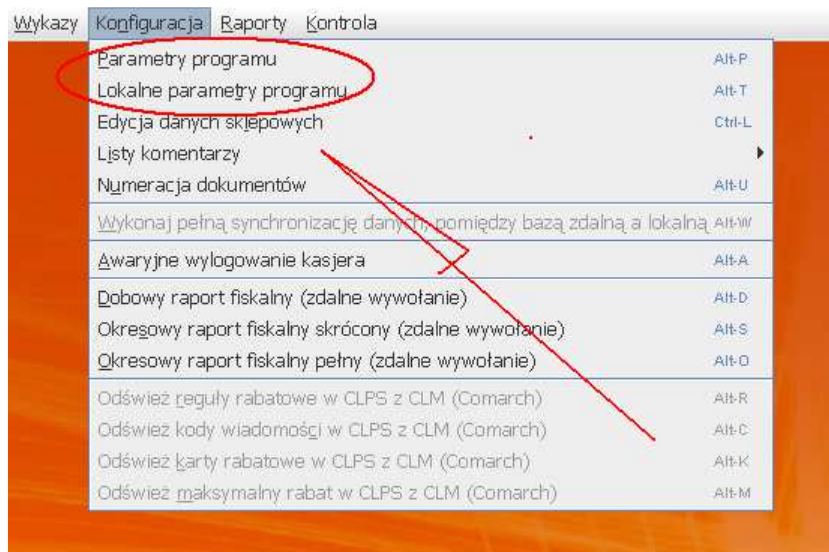 Wykazy Konfiguracja Raporty Kontrola
Parametry programu Alt-P
Lokalne parametry programu Alt-T
Edycja danych sklepowych Ctrl-L
Listy komentarzy
Numeracja dokumentów Alt-U
Wykonaj pełną synchronizację danych, pomiędzy bazą zdalną a lokalną Alt-W
Awaryjne wylogowanie kasjera Alt-A
Dobowy raport fiskalny (zdalne wywołanie) Alt-D
Okresowy raport fiskalny skrócony (zdalne wywołanie) Alt-S
Okresowy raport fiskalny pełny (zdalne wywołanie) Alt-O
Odśwież reguły rabatowe w CLPS z CLM (Comarch) Alt-R
Odśwież kody wiadomości w CLPS z CLM (Comarch) Alt-C
Odśwież karty rabatowe w CLPS z CLM (Comarch) Alt-K
Odśwież maksymalny rabat w CLPS z CLM (Comarch) Alt-M